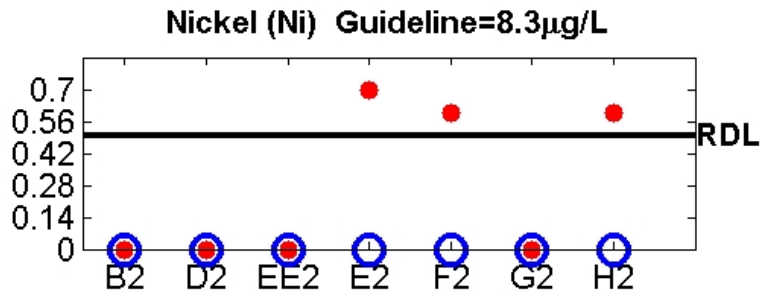 Nickel (Ni) Guideline=8.3µg/L
0.7
0.56
RDL
0.42
0.28
0.14
0
B2 D2 EE2 E2 F2 G2 H2